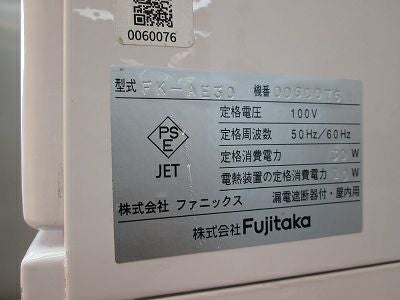 0060076
型式 FK-AE30 機番 0060076
定格電圧 100V
定格周波数 50Hz/60Hz
定格消費電力 W
電熱装置の定格消費電力 W
PS
E
JET
株式会社 ファニックス 漏電遮断器付・屋内用
株式会社 Fujitaka